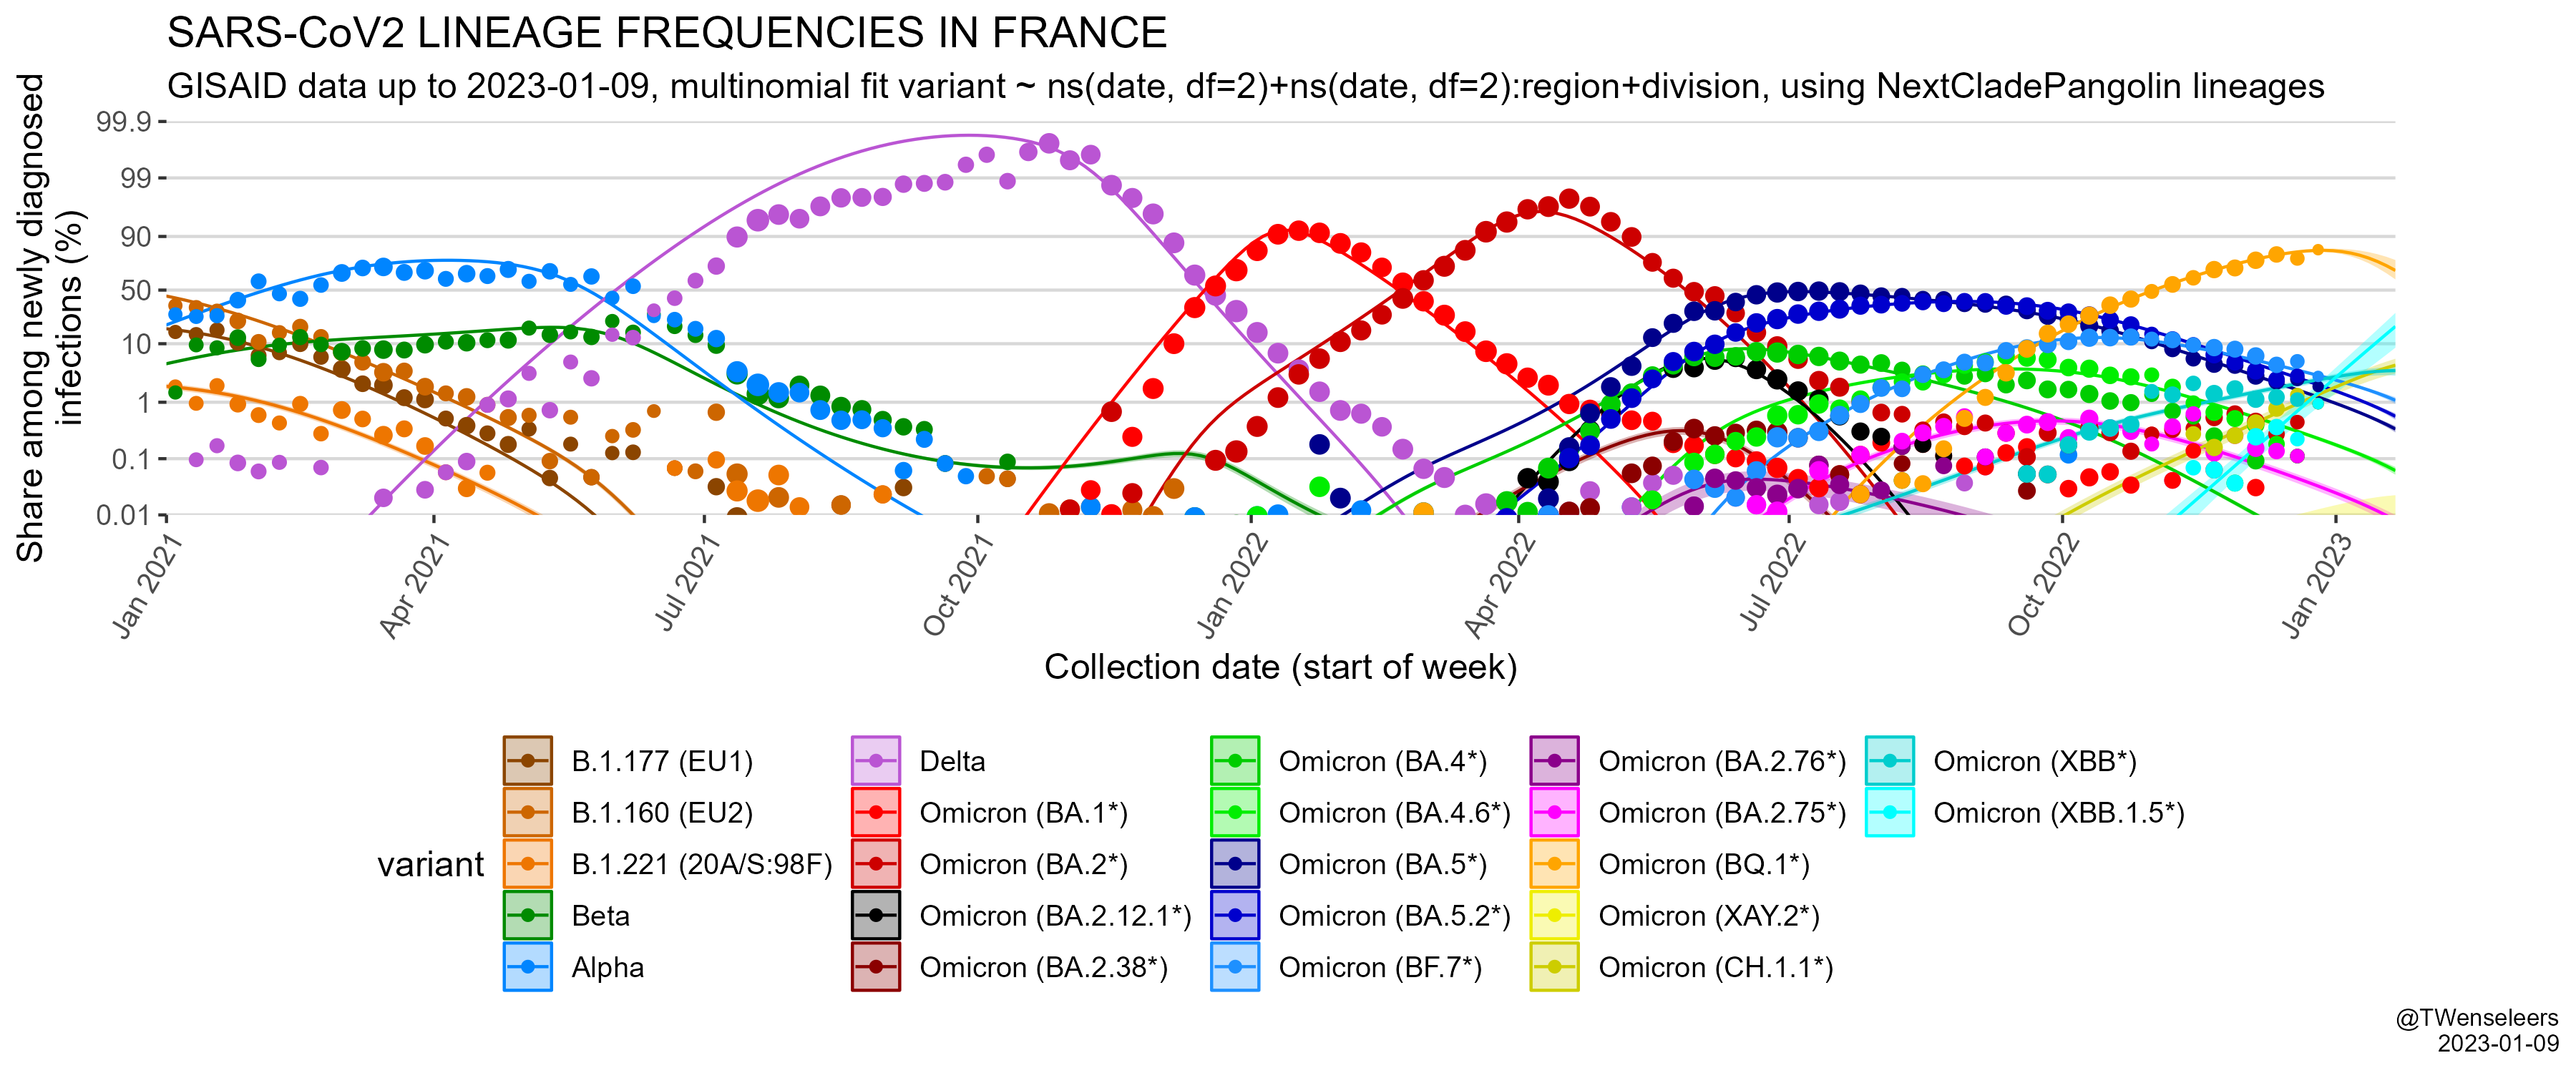 SARS-CoV2 LINEAGE FREQUENCIES IN FRANCE
GISAID data up to 2023-01-09, multinomial fit variant ~ ns(date, df=2)+ns(date, df=2):region+division, using NextCladePangolin lineages
Share among newly diagnosed
infections (%)
99.9
99
90
50
10
1
0.1
0.01
Jan 2021
Apr 2021
Jul 2021
Oct 2021
Jan 2022
Apr 2022
Jul 2022
Oct 2022
Jan 2023
Collection date (start of week)
variant
B.1.177 (EU1)
B.1.160 (EU2)
B.1.221 (20A/S:98F)
Beta
Alpha
Delta
Omicron (BA.1*)
Omicron (BA.2*)
Omicron (BA.2.12.1*)
Omicron (BA.2.38*)
Omicron (BA.4*)
Omicron (BA.4.6*)
Omicron (BA.5*)
Omicron (BA.5.2*)
Omicron (BF.7*)
Omicron (BA.2.76*)
Omicron (BA.2.75*)
Omicron (BQ.1*)
Omicron (XAY.2*)
Omicron (CH.1.1*)
Omicron (XBB*)
Omicron (XBB.1.5*)
@TWenseleers
2023-01-09